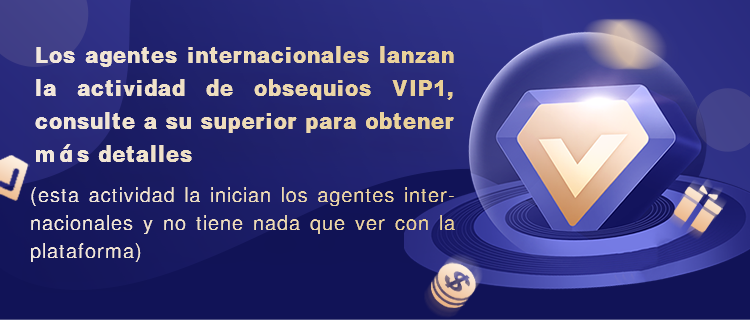 Los agentes internacionales lanzan
la actividad de obsequios VIP1,
consulte a su superior para obtener
más detalles
(esta actividad la inician los agentes inter-
nacionales y no tiene nada que ver con la
plataforma)
$